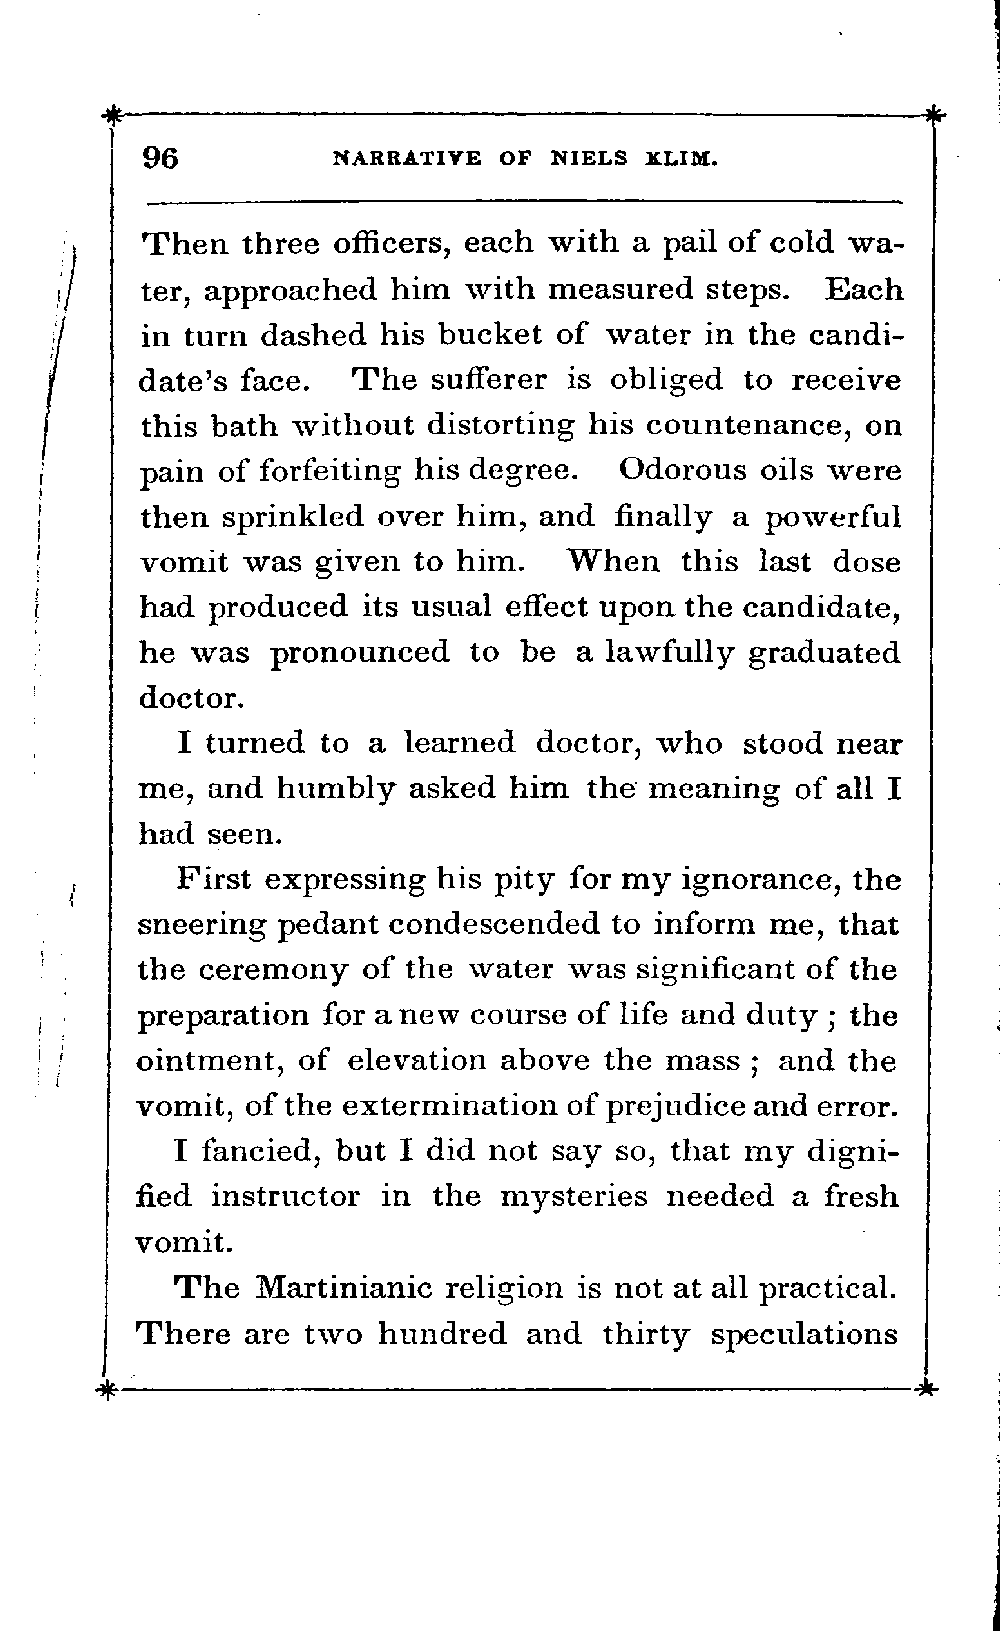 96 NARRATIVE OF NIELS KLIM.
Then three officers, each with a pail of cold wa-
ter, approached him with measured steps. Each
in turn dashed his bucket of water in the candi-
date's face. The sufferer is obliged to receive
this bath without distorting his countenance, on
pain of forfeiting his degree. Odorous oils were
then sprinkled over him, and finally a powerful
vomit was given to him. When this last dose
had produced its usual effect upon the candidate,
he was pronounced to be a lawfully graduated
doctor.
I turned to a learned doctor, who stood near
me, and humbly asked him the meaning of all I
had seen.
First expressing his pity for my ignorance, the
sneering pedant condescended to inform me, that
the ceremony of the water was significant of the
preparation for a new course of life and duty ; the
ointment, of elevation above the mass ; and the
vomit, of the extermination of prejudice and error.
I fancied, but I did not say so, that my digni-
fied instructor in the mysteries needed a fresh
vomit.
The Martinianic religion is not at all practical.
There are two hundred and thirty speculations